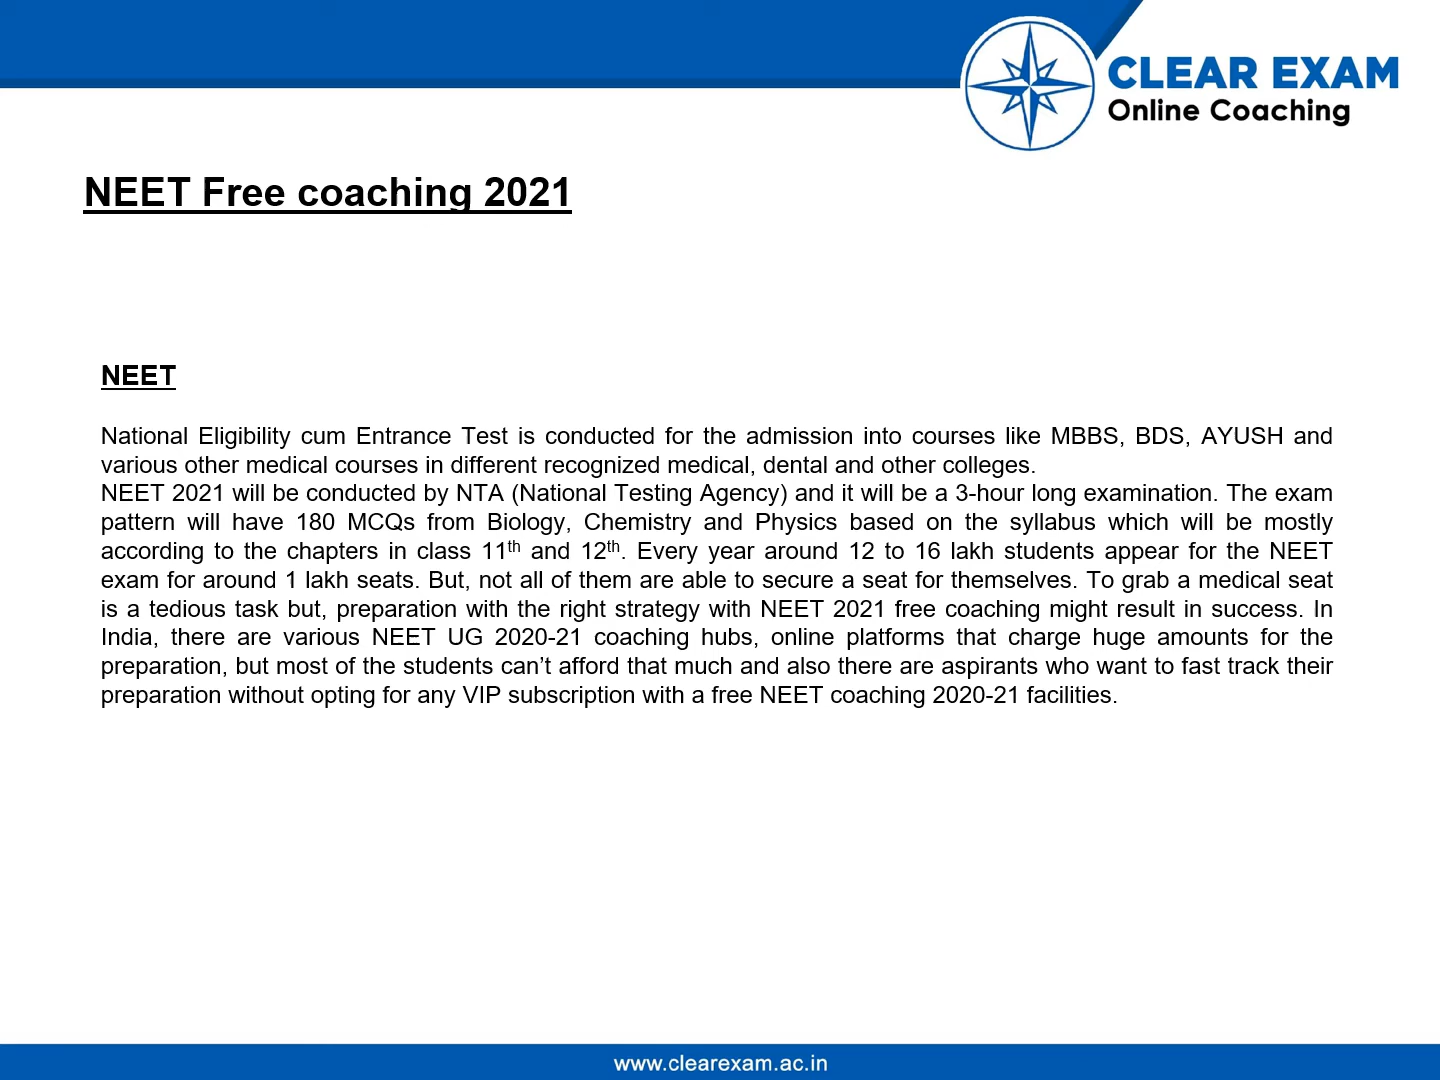 CLEAR EXAM
Online Coaching
NEET Free coaching 2021
NEET
National Eligibility cum Entrance Test is conducted for the admission into courses like MBBS, BDS, AYUSH and
various other medical courses in different recognized medical, dental and other colleges.
NEET 2021 will be conducted by NTA (National Testing Agency) and it will be a 3-hour long examination. The exam
pattern will have 180 MCQs from Biology, Chemistry and Physics based on the syllabus which will be mostly
according to the chapters in class 11th and 12th. Every year around 12 to 16 lakh students appear for the NEET
exam for around 1 lakh seats. But, not all of them are able to secure a seat for themselves. To grab a medical seat
is a tedious task but, preparation with the right strategy with NEET 2021 free coaching might result in success. In
India, there are various NEET UG 2020-21 coaching hubs, online platforms that charge huge amounts for the
preparation, but most of the students can’t afford that much and also there are aspirants who want to fast track their
preparation without opting for any VIP subscription with a free NEET coaching 2020-21 facilities.
www.clearexam.ac.in